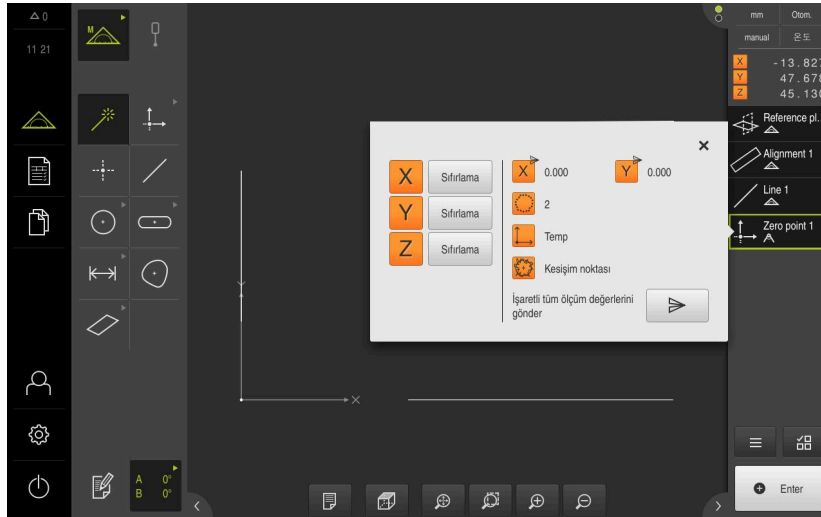 0
11 21
M
mm
Otom.
manual
온도
X -13.827
Y 47.678
Z 45.130
Reference pl.
Alignment 1
Line 1
Zero point 1
X Sıfırlama
Y Sıfırlama
Z Sıfırlama
X 0.000 Y 0.000
2
Temp
Kesişim noktası
İşaretli tüm ölçüm değerlerini
gönder
Y
X
A 0°
B 0°
Enter